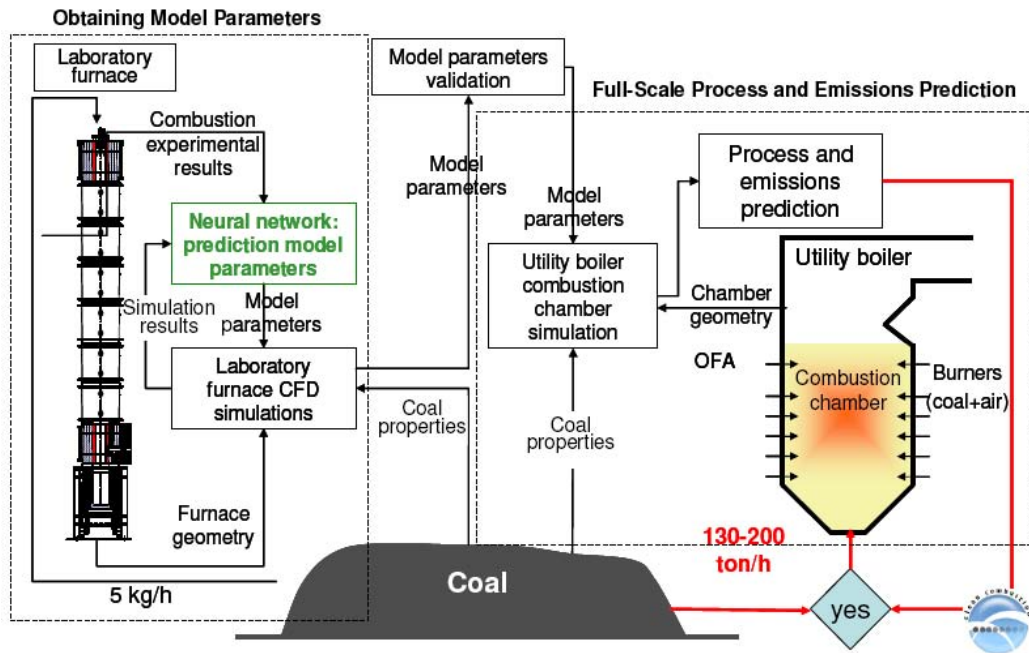 Obtaining Model Parameters
Laboratory
furnace
Combustion
experimental
results
Neural network:
prediction model
parameters
Simulation
results
Model
parameters
Laboratory
furnace CFD
simulations
Furnace
geometry
5 kg/h
Model parameters
validation
Model
parameters
Coal
properties
Full-Scale Process and Emissions Prediction
Process and
emissions
prediction
Model
parameters
Utility boiler
combustion
chamber
simulation
Coal
properties
Utility boiler
Chamber
geometry
OFA
Combustion
chamber
Burners
(coal+air)
130-200
ton/h
Coal
yes
clean combustion